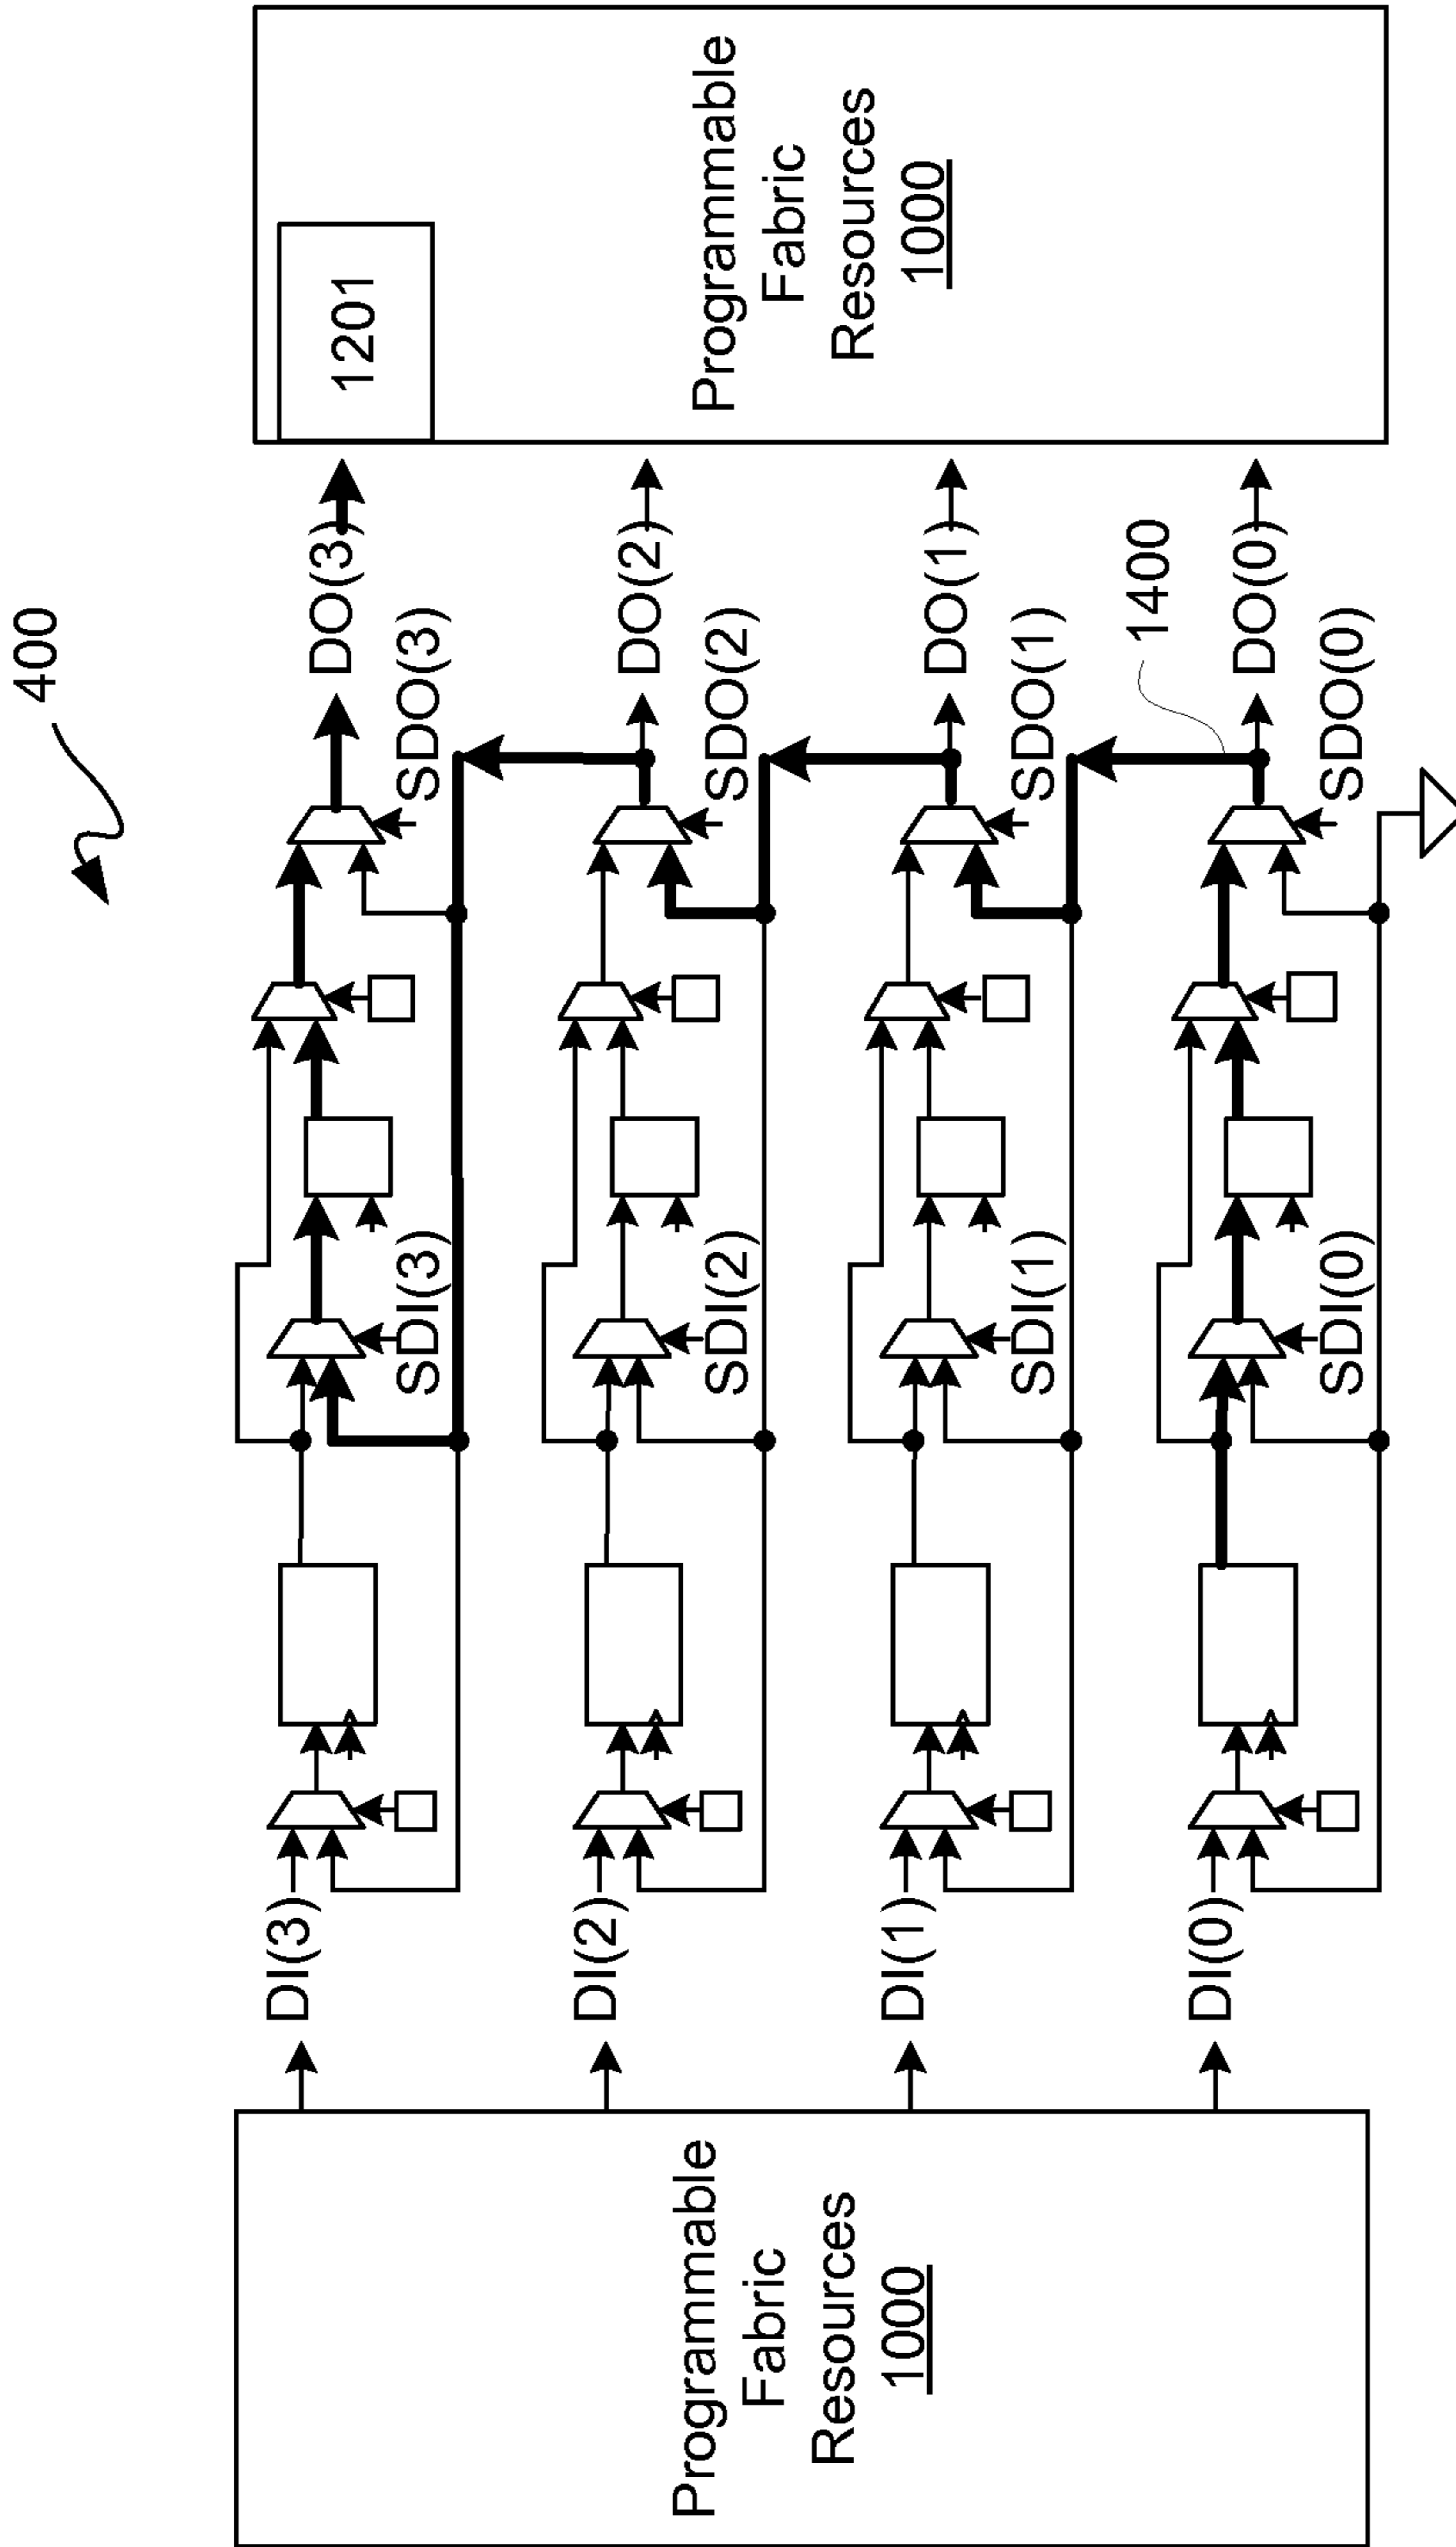 400
Programmable
Fabric
Resources
1000
DI(3)
SDI(3)
SDO(3)
DO(3)
DI(2)
SDI(2)
SDO(2)
DO(2)
DI(1)
SDI(1)
SDO(1)
DO(1)
1400
DI(0)
SDI(0)
SDO(0)
DO(0)
1201
Programmable
Fabric
Resources
1000